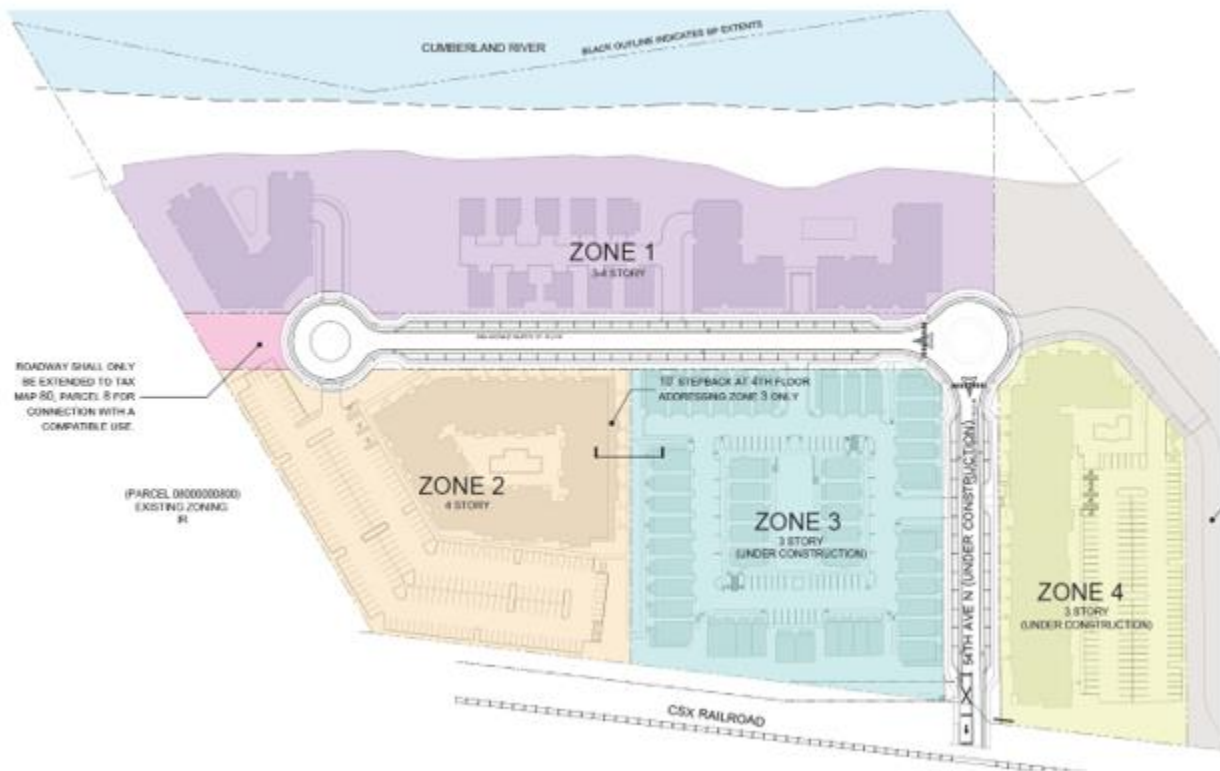 CUMBERLAND RIVER
BLACK OUTLINE INDICATES SP EXTENTS
ZONE 1
3-4 STORY
ROADWAY SHALL ONLY
BE EXTENDED TO TAX
MAP 80, PARCEL 8 FOR
CONNECTION WITH A
COMPATIBLE USE.
10' STEPBACK AT 4TH FLOOR
ADDRESSING ZONE 3 ONLY
(PARCEL 08000000800)
EXISTING ZONING
IR
ZONE 2
4 STORY
ZONE 3
3 STORY
(UNDER CONSTRUCTION)
54TH AVE N (UNDER CONSTRUCTION)
ZONE 4
3 STORY
(UNDER CONSTRUCTION)
CSX RAILROAD